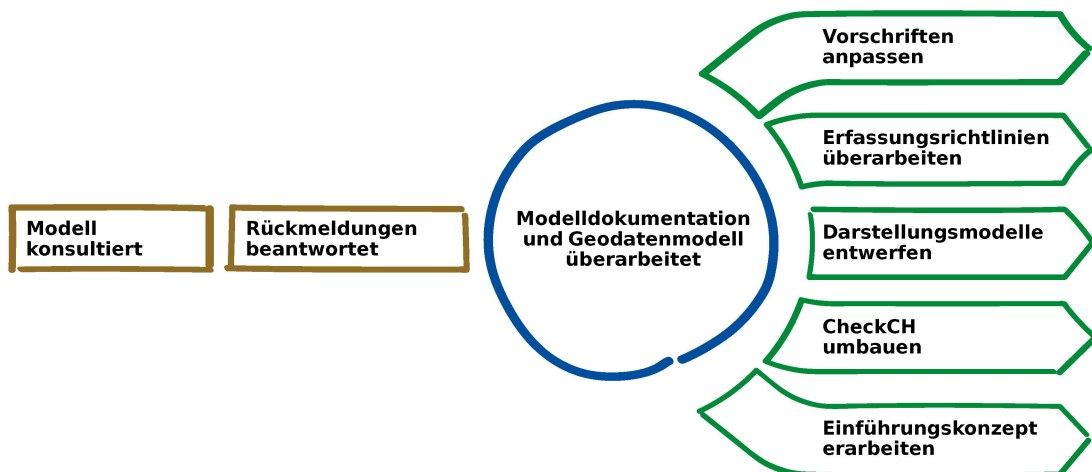 Modell
konsultiert
Rückmeldungen
beantwortet
Modelldokumentation
und Geodatenmodell
überarbeitet
Vorschriften
anpassen
Erfassungsrichtlinien
überarbeiten
Darstellungsmodelle
entwerfen
CheckCH
umbauen
Einführungskonzept
erarbeiten